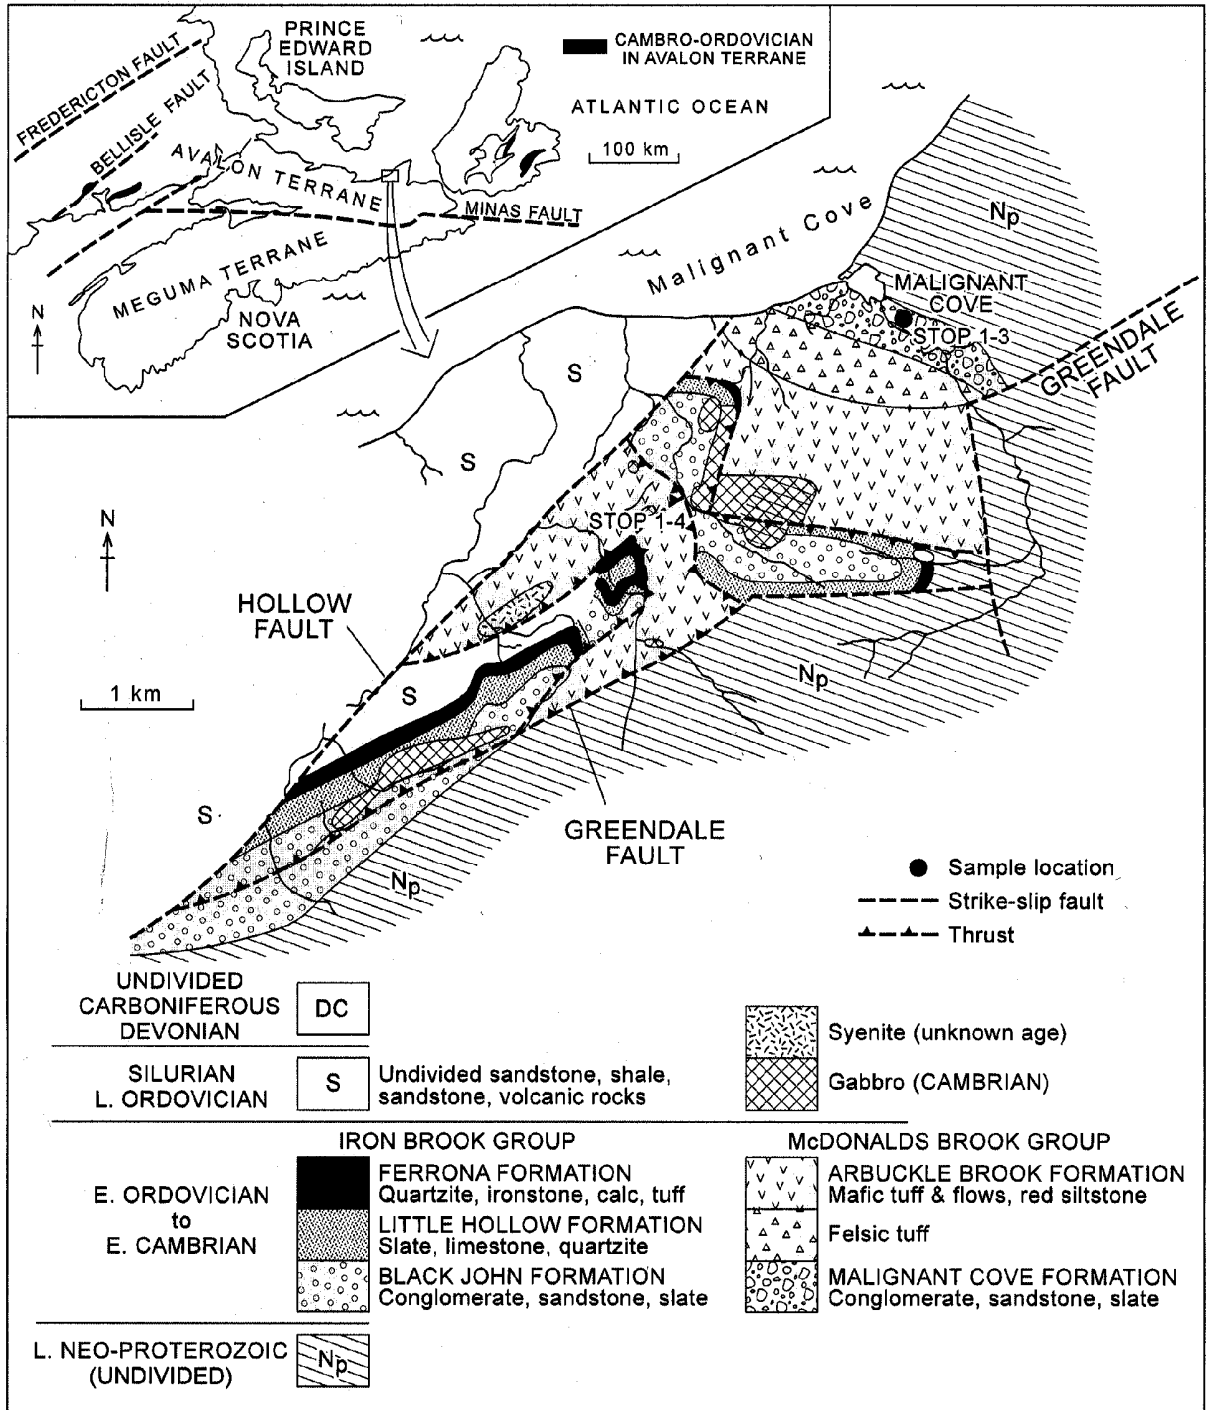 PRINCE
EDWARD
ISLAND
CAMBRO-ORDOVICIAN
IN AVALON TERRANE
FREDERICTON FAULT
BELLISLE FAULT
ATLANTIC OCEAN
100 km
AVALON TERRANE
MINAS FAULT
MEGUMA TERRANE
N
NOVA
SCOTIA
Malignant Cove
Np
MALIGNANT
COVE
STOP 1-3
GREENDALE
FAULT
S
S
STOP 1-4
N
HOLLOW
FAULT
1 km
S
Np
S
GREENDALE
FAULT
Np
Sample location
Strike-slip fault
Thrust
UNDIVIDED
CARBONIFEROUS
DEVONIAN
DC
SILURIAN
L. ORDOVICIAN
S
Undivided sandstone, shale,
sandstone, volcanic rocks
Syenite (unknown age)
Gabbro (CAMBRIAN)
IRON BROOK GROUP
McDONALDS BROOK GROUP
E. ORDOVICIAN
to
E. CAMBRIAN
FERRONA FORMATION
Quartzite, ironstone, calc, tuff
LITTLE HOLLOW FORMATION
Slate, limestone, quartzite
BLACK JOHN FORMATION
Conglomerate, sandstone, slate
ARBUCKLE BROOK FORMATION
Mafic tuff & flows, red siltstone
Felsic tuff
MALIGNANT COVE FORMATION
Conglomerate, sandstone, slate
L. NEO-PROTEROZOIC
(UNDIVIDED)
Np